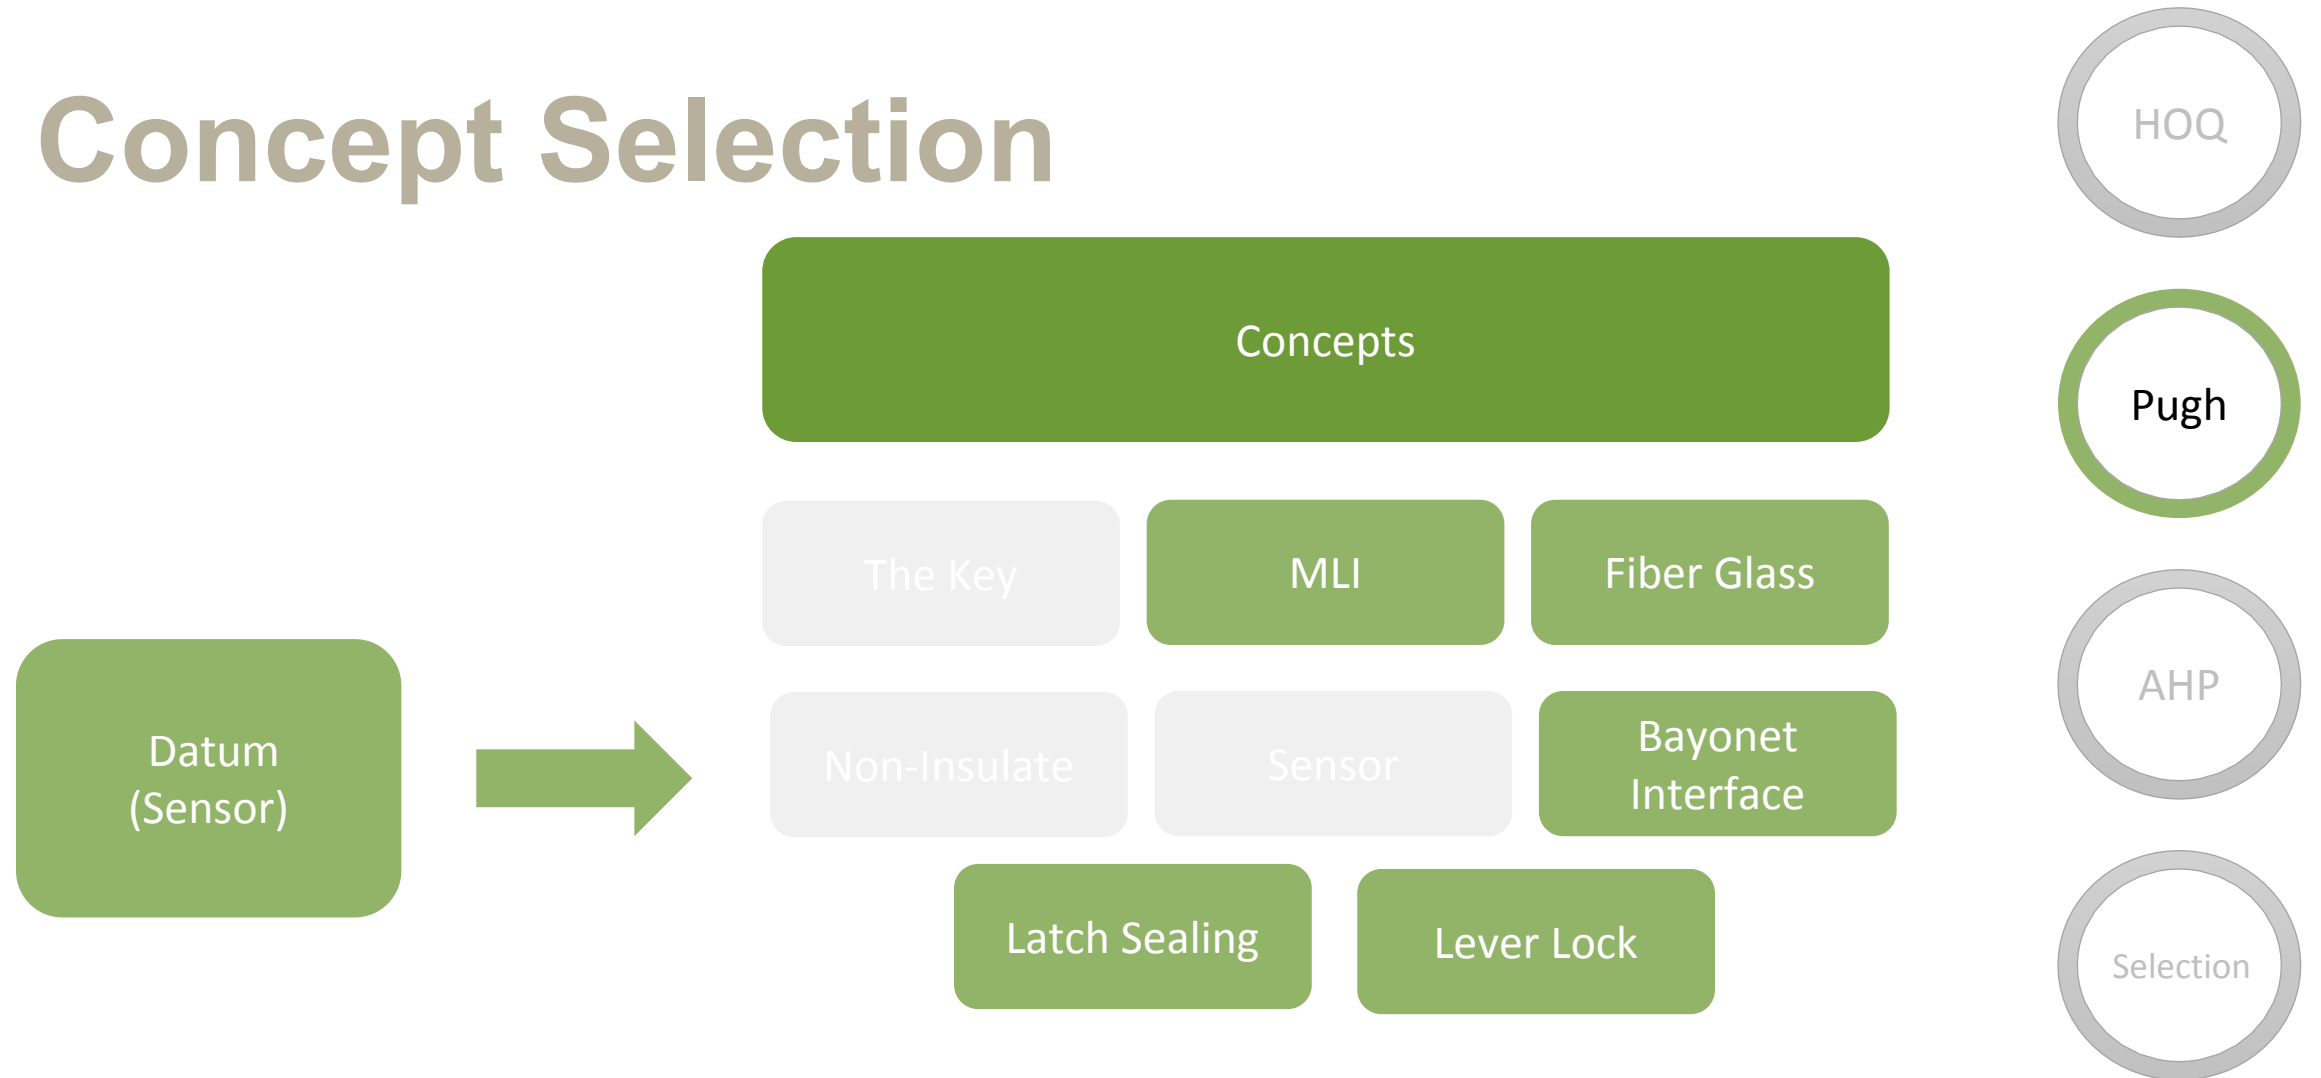 Concept Selection
Concepts
The Key
MLI
Fiber Glass
Non-Insulate
Sensor
Bayonet
Interface
Latch Sealing
Lever Lock
Datum
(Sensor)
HOQ
Pugh
AHP
Selection